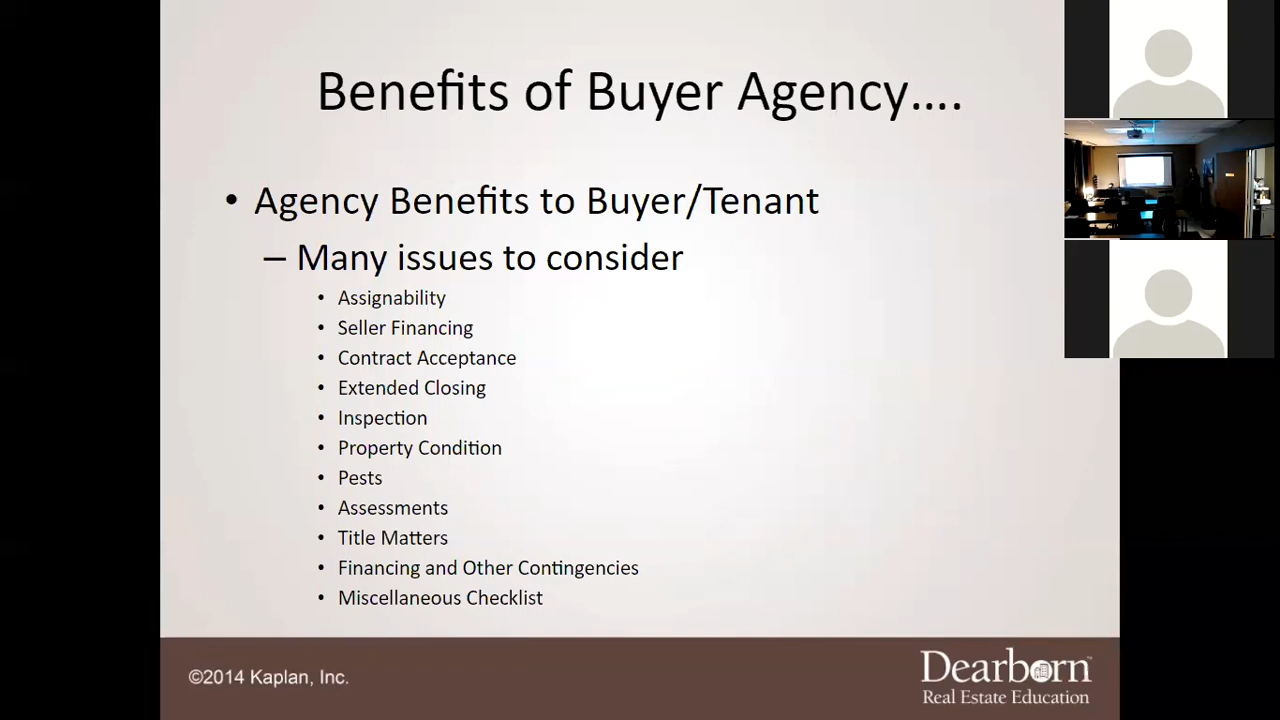 Benefits of Buyer Agency….
• Agency Benefits to Buyer/Tenant
– Many issues to consider
• Assignability
• Seller Financing
• Contract Acceptance
• Extended Closing
• Inspection
• Property Condition
• Pests
• Assessments
• Title Matters
• Financing and Other Contingencies
• Miscellaneous Checklist
©2014 Kaplan, Inc.
Dearborn™
Real Estate Education